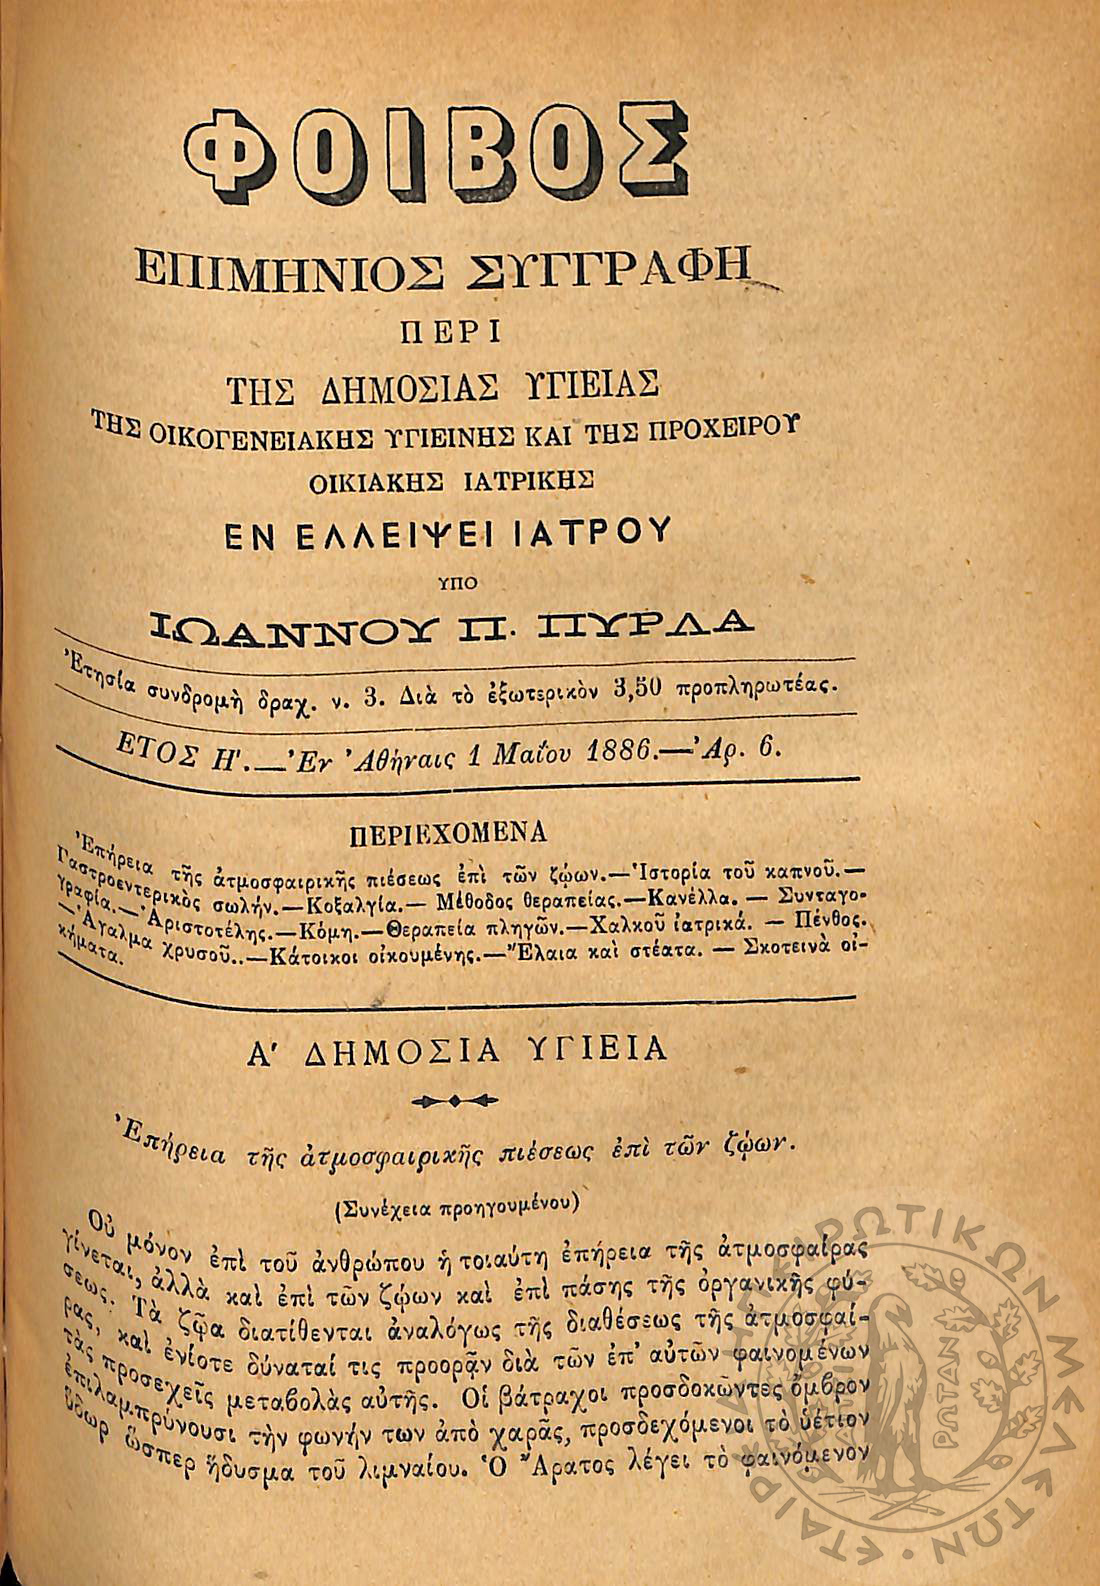 ΦΟΙΒΟΣ
ΕΠΙΜΗΝΙΟΣ ΣΥΓΓΡΑΦΗ
ΠΕΡΙ
ΤΗΣ ΔΗΜΟΣΙΑΣ ΥΓΙΕΙΑΣ
ΤΗΣ ΟΙΚΟΓΕΝΕΙΑΚΗΣ ΥΓΙΕΙΝΗΣ ΚΑΙ ΤΗΣ ΠΡΟΧΕΙΡΟΥ
ΟΙΚΙΑΚΗΣ ΙΑΤΡΙΚΗΣ
ΕΝ ΕΛΛΕΙΨΕΙ ΙΑΤΡΟΥ
ΥΠΟ
ΙΩΑΝΝΟΥ Π. ΠΥΡΛΑ
Ἐτησία συνδρομὴ δραχ. ν. 3. Διὰ τὸ ἐξωτερικὸν 3,50 προπληρωτέας.
ΕΤΟΣ Η'.—Ἐν Ἀθήναις 1 Μαΐου 1886.—Ἀρ. 6.
ΠΕΡΙΕΧΟΜΕΝΑ
Ἐπήρεια τῆς ἀτμοσφαιρικῆς πιέσεως ἐπὶ τῶν ζῴων.—Ἱστορία τοῦ καπνοῦ.—
Γαστροεντερικὸς σωλήν.—Κοξαλγία.—Μέθοδος θεραπείας.—Κανέλλα.—Συνταγο-
γραφία.—Ἀριστοτέλης.—Κόμη.—Θεραπεία πληγῶν.—Χαλκοῦ ἰατρικά.—Πένθος.
—Ἄγαλμα χρυσοῦ..—Κάτοικοι οἰκουμένης.—Ἔλαια καὶ στέατα.—Σκοτεινὰ οἰ-
κήματα.
Α' ΔΗΜΟΣΙΑ ΥΓΙΕΙΑ
Ἐπήρεια τῆς ἀτμοσφαιρικῆς πιέσεως ἐπὶ τῶν ζῴων.
(Συνέχεια προηγουμένου)
Οὐ μόνον ἐπὶ τοῦ ἀνθρώπου ἡ τοιαύτη ἐπήρεια τῆς ἀτμοσφαίρας
γίνεται, ἀλλὰ καὶ ἐπὶ τῶν ζῴων καὶ ἐπὶ πάσης τῆς ὀργανικῆς φύ-
σεως. Τὰ ζῷα διατίθενται ἀναλόγως τῆς διαθέσεως τῆς ἀτμοσφαί-
ρας, καὶ ἐνίοτε δύναταί τις προορᾷν διὰ τῶν ἐπ' αὐτῶν φαινομένων
τὰς προσεχεῖς μεταβολὰς αὐτῆς. Οἱ βάτραχοι προσδοκῶντες ὄμβρον
ἐπιλαμπρύνουσι τὴν φωνήν των ἀπὸ χαρᾶς, προσδεχόμενοι τὸ ὑέτιον
ὕδωρ ὥσπερ ἥδυσμα τοῦ λιμναίου. Ὁ Ἄρατος λέγει τὸ φαινόμενον
ΕΤΑΙΡΕΙΑ ΗΠΕΙΡΩΤΙΚΩΝ ΜΕΛΕΤΩΝ